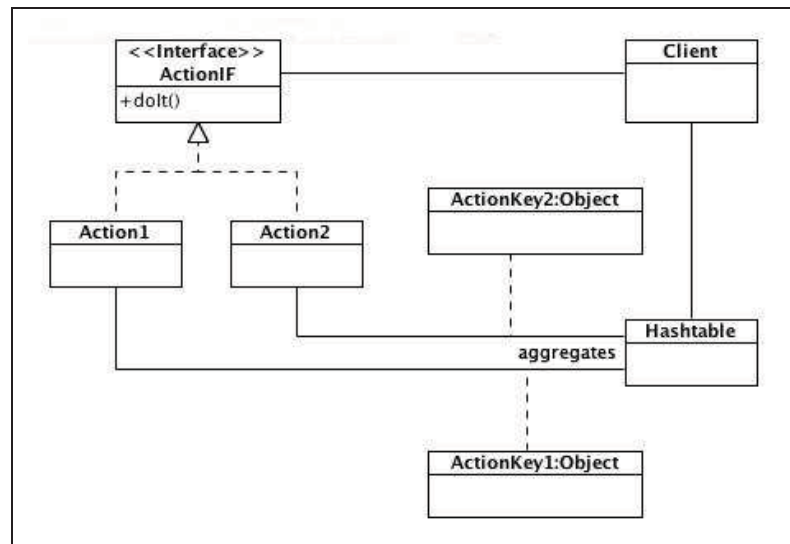 <<Interface>>
ActionIF
+doIt()
Client
ActionKey2:Object
Action1
Action2
Hashtable
aggregates
ActionKey1:Object